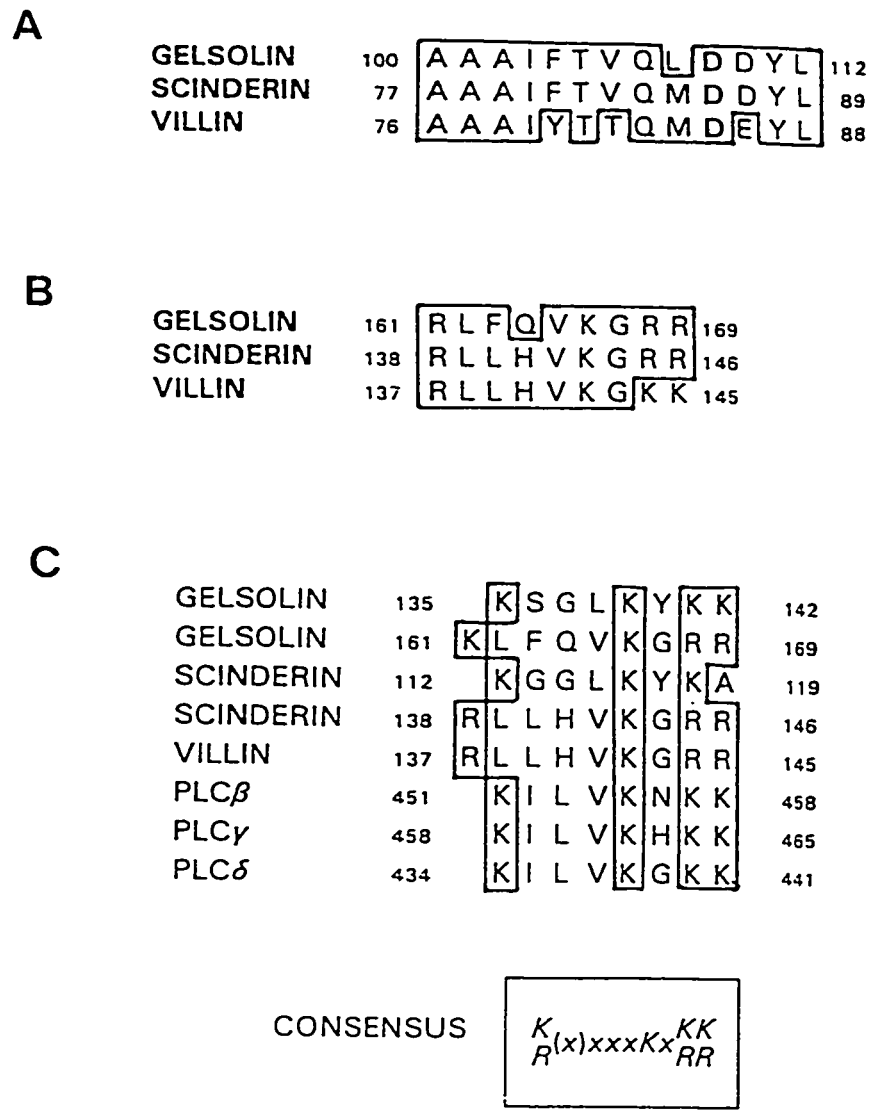 A
GELSOLIN 100 A A A I F T V Q L D D Y L 112
SCINDERIN 77 A A A I F T V Q M D D Y L 89
VILLIN 76 A A A I Y T T Q M D E Y L 88
B
GELSOLIN 161 R L F Q V K G R R 169
SCINDERIN 138 R L L H V K G R R 146
VILLIN 137 R L L H V K G K K 145
C
GELSOLIN 135 K S G L K Y K K 142
GELSOLIN 161 K L F Q V K G R R 169
SCINDERIN 112 K G G L K Y K A 119
SCINDERIN 138 R L L H V K G R R 146
VILLIN 137 R L L H V K G R R 145
PLCβ 451 K I L V K N K K 458
PLCγ 458 K I L V K H K K 465
PLCδ 434 K I L V K G K K 441
CONSENSUS K/R(x)xxxKxKK/RR